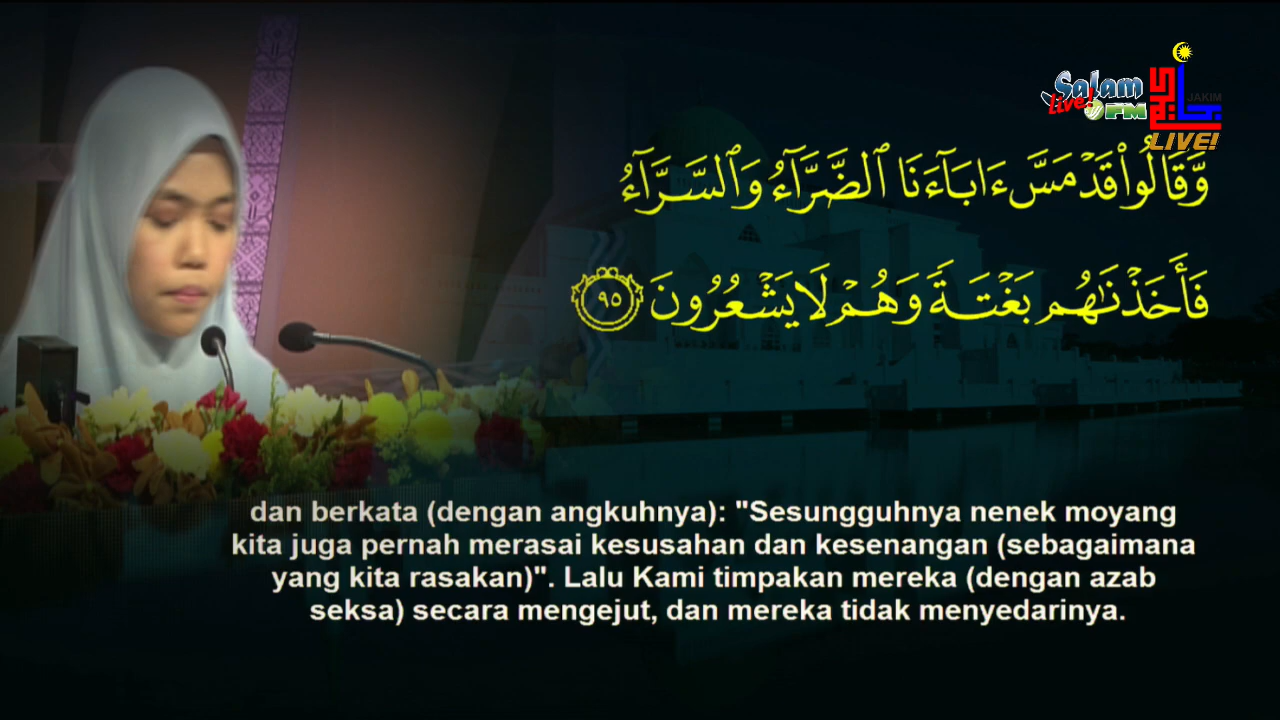 Salam
Live! FM
JAKIM
LIVE!
وَّقَالُوا۟ قَدْ مَسَّ ءَابَآءَنَا ٱلضَّرَّآءُ وَٱلسَّرَّآءُ
فَأَخَذْنَـٰهُم بَغْتَةً وَهُمْ لَا يَشْعُرُونَ ٩٥
dan berkata (dengan angkuhnya): "Sesungguhnya nenek moyang
kita juga pernah merasai kesusahan dan kesenangan (sebagaimana
yang kita rasakan)". Lalu Kami timpakan mereka (dengan azab
seksa) secara mengejut, dan mereka tidak menyedarinya.